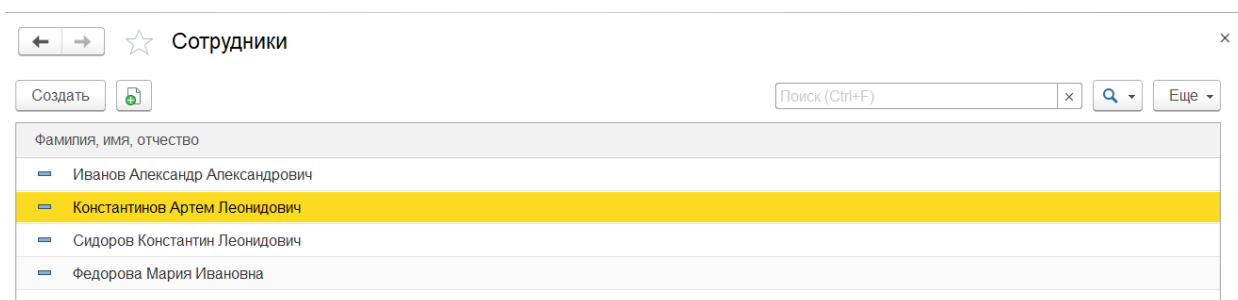 Сотрудники
Создать
Поиск (Ctrl+F)
Еще
Фамилия, имя, отчество
Иванов Александр Александрович
Константинов Артем Леонидович
Сидоров Константин Леонидович
Федорова Мария Ивановна